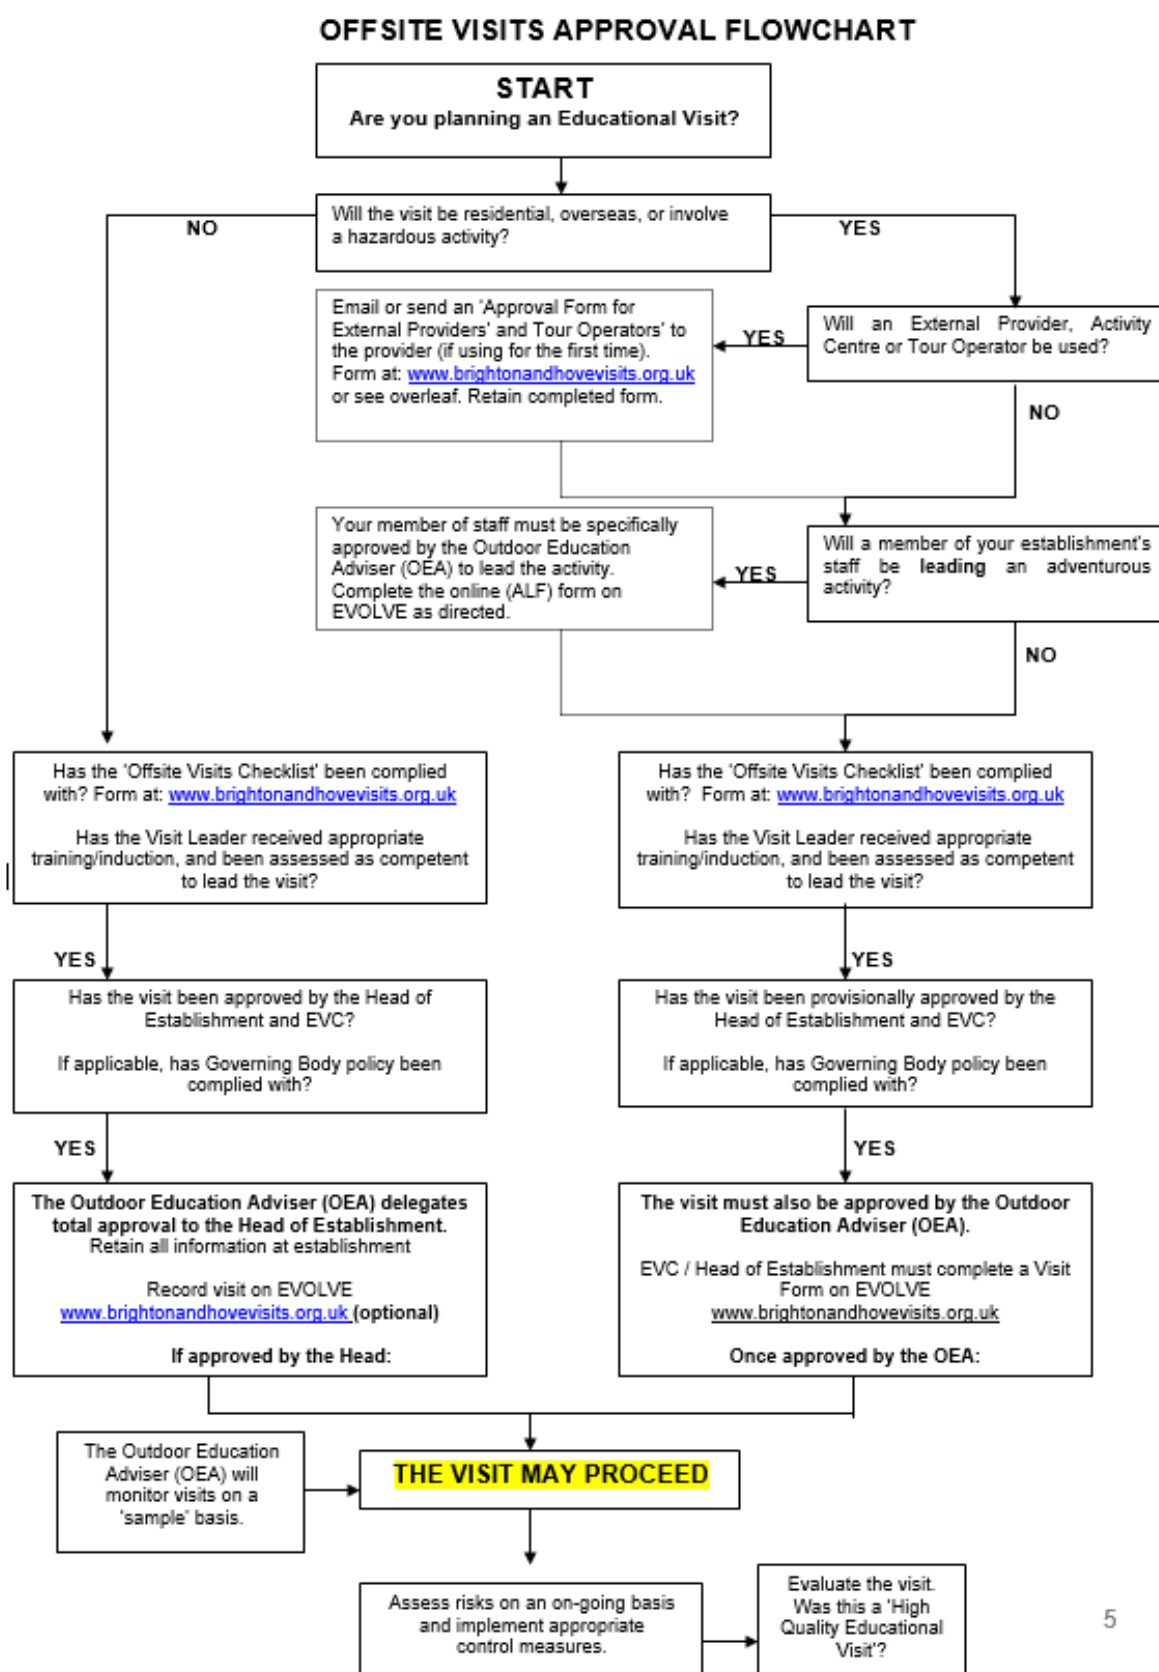 OFFSITE VISITS APPROVAL FLOWCHART
START
Are you planning an Educational Visit?
NO
Will the visit be residential, overseas, or involve
a hazardous activity?
YES
Email or send an 'Approval Form for
External Providers' and Tour Operators' to
the provider (if using for the first time).
Form at: www.brightonandhovevisits.org.uk
or see overleaf. Retain completed form.
YES
Will an External Provider, Activity
Centre or Tour Operator be used?
NO
Your member of staff must be specifically
approved by the Outdoor Education
Adviser (OEA) to lead the activity.
Complete the online (ALF) form on
EVOLVE as directed.
YES
Will a member of your establishment's
staff be leading an adventurous
activity?
NO
Has the 'Offsite Visits Checklist' been complied
with? Form at: www.brightonandhovevisits.org.uk
Has the Visit Leader received appropriate
training/induction, and been assessed as competent
to lead the visit?
Has the 'Offsite Visits Checklist' been complied
with? Form at: www.brightonandhovevisits.org.uk
Has the Visit Leader received appropriate
training/induction, and been assessed as competent
to lead the visit?
YES
YES
Has the visit been approved by the Head of
Establishment and EVC?
If applicable, has Governing Body policy been
complied with?
Has the visit been provisionally approved by the
Head of Establishment and EVC?
If applicable, has Governing Body policy been
complied with?
YES
YES
The Outdoor Education Adviser (OEA) delegates
total approval to the Head of Establishment.
Retain all information at establishment
Record visit on EVOLVE
www.brightonandhovevisits.org.uk (optional)
If approved by the Head:
The visit must also be approved by the Outdoor
Education Adviser (OEA).
EVC / Head of Establishment must complete a Visit
Form on EVOLVE
www.brightonandhovevisits.org.uk
Once approved by the OEA:
The Outdoor Education
Adviser (OEA) will
monitor visits on a
'sample' basis.
THE VISIT MAY PROCEED
Assess risks on an on-going basis
and implement appropriate
control measures.
Evaluate the visit.
Was this a 'High
Quality Educational
Visit'?
5